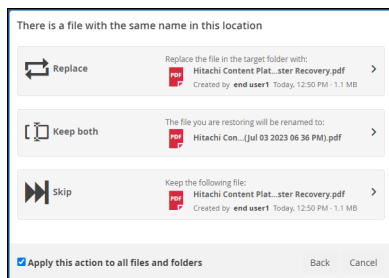 There is a file with the same name in this location
Replace
Replace the file in the target folder with:
PDF
Hitachi Content Plat...ster Recovery.pdf
Created by end user1 Today, 12:50 PM - 1.1 MB
Keep both
The file you are restoring will be renamed to:
PDF
Hitachi Con...(Jul 03 2023 06 36 PM).pdf
Skip
Keep the following file:
PDF
Hitachi Content Plat...ster Recovery.pdf
Created by end user1 Today, 12:50 PM - 1.1 MB
Apply this action to all files and folders
Back
Cancel